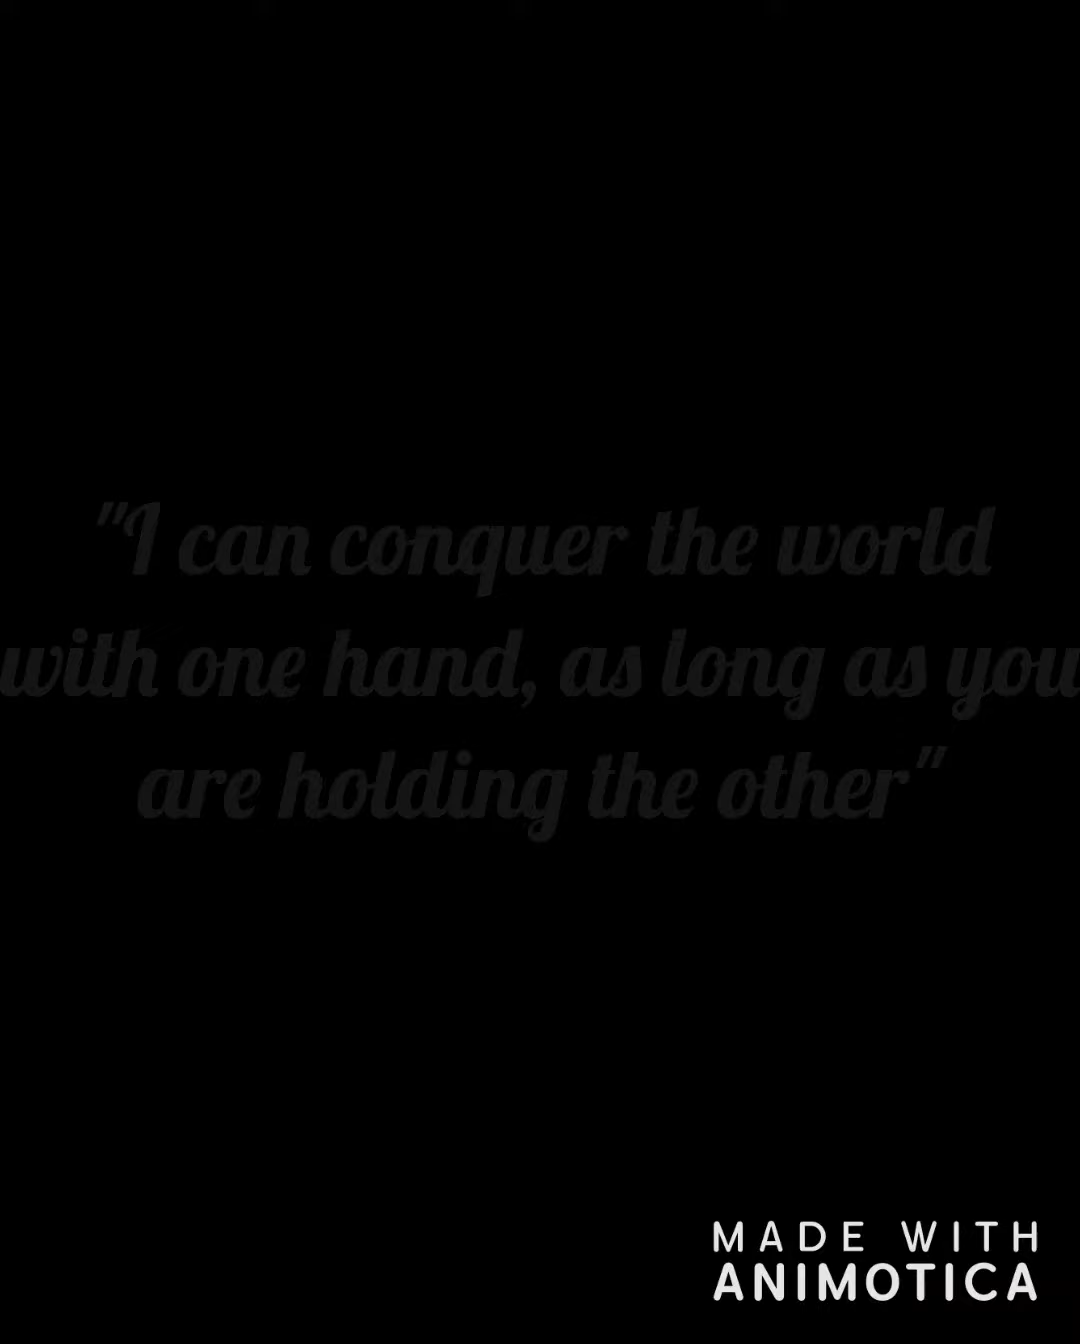 "I can conquer the world
with one hand, as long as you
are holding the other"
MADE WITH
ANIMOTICA